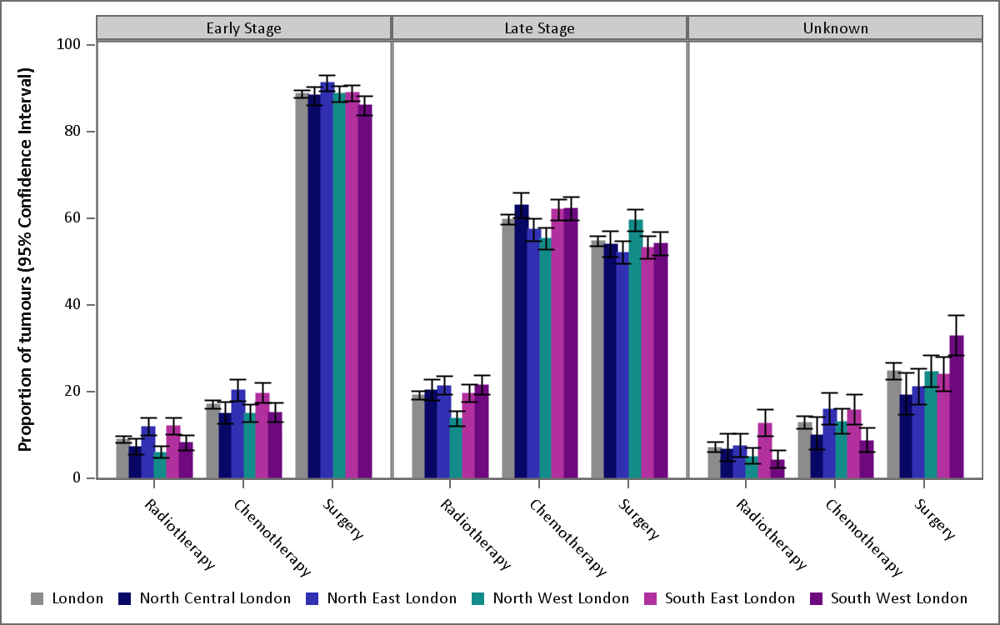 Early Stage Late Stage Unknown
Proportion of tumours (95% Confidence Interval)
100
80
60
40
20
0
Radiotherapy Chemotherapy Surgery Radiotherapy Chemotherapy Surgery Radiotherapy Chemotherapy Surgery
London North Central London North East London North West London South East London South West London